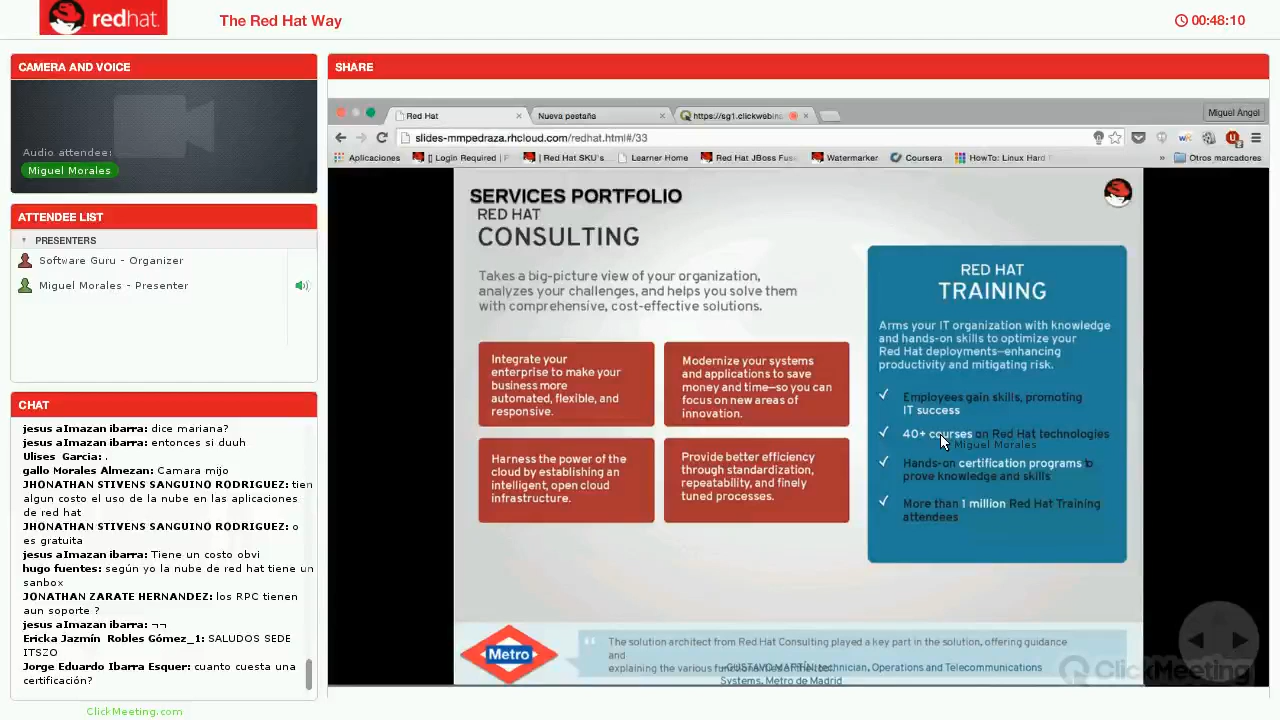 redhat.
The Red Hat Way
00:48:10
CAMERA AND VOICE
Audio attendee:
Miguel Morales
ATTENDEE LIST
PRESENTERS
Software Guru - Organizer
Miguel Morales - Presenter
CHAT
jesus almazan ibarra: dice mariana?
jesus almazan ibarra: entonces si duuh
Ulises Garcia: .
gallo Morales Almezan: Camara mijo
JHONATHAN STIVENS SANGUINO RODRIGUEZ: tien
algun costo el uso de la nube en las aplicaciones
de red hat
JHONATHAN STIVENS SANGUINO RODRIGUEZ: o
es gratuita
jesus almazan ibarra: Tiene un costo obvi
hugo fuentes: según yo la nube de red hat tiene un
sanbox
JONATHAN ZARATE HERNANDEZ: los RPC tienen
aun soporte ?
jesus almazan ibarra: ¬¬
Ericka Jazmín Robles Gómez_1: SALUDOS SEDE
ITSZO
Jorge Eduardo Ibarra Esquer: cuanto cuesta una
certificación?
ClickMeeting.com
SHARE
Red Hat
Nueva pestaña
https://sg1.clickwebina
Miguel Angel
slides-mmpedraza.rhcloud.com/redhat.html#/33
Aplicaciones
[] Login Required | P
| Red Hat SKU's
Learner Home
Red Hat JBoss Fus
Watermarker
Coursera
HowTo: Linux Hard
» Otros marcadores
SERVICES PORTFOLIO
RED HAT
CONSULTING
Takes a big-picture view of your organization,
analyzes your challenges, and helps you solve them
with comprehensive, cost-effective solutions.
Integrate your
enterprise to make your
business more
automated, flexible, and
responsive.
Modernize your systems
and applications to save
money and time—so you can
focus on new areas of
innovation.
Harness the power of the
cloud by establishing an
intelligent, open cloud
infrastructure.
Provide better efficiency
through standardization,
repeatability, and finely
tuned processes.
RED HAT
TRAINING
Arms your IT organization with knowledge
and hands-on skills to optimize your
Red Hat deployments—enhancing
productivity and mitigating risk.
Employees gain skills, promoting
IT success
40+ courses on Red Hat technologies
Miguel Morales
Hands-on certification programs to
prove knowledge and skills
More than 1 million Red Hat Training
attendees
Metro
The solution architect from Red Hat Consulting played a key part in the solution, offering guidance
and
explaining the various
GUSTAVO MARTÍN, technician, Operations and Telecommunications
Systems, Metro de Madrid
ClickMeeting